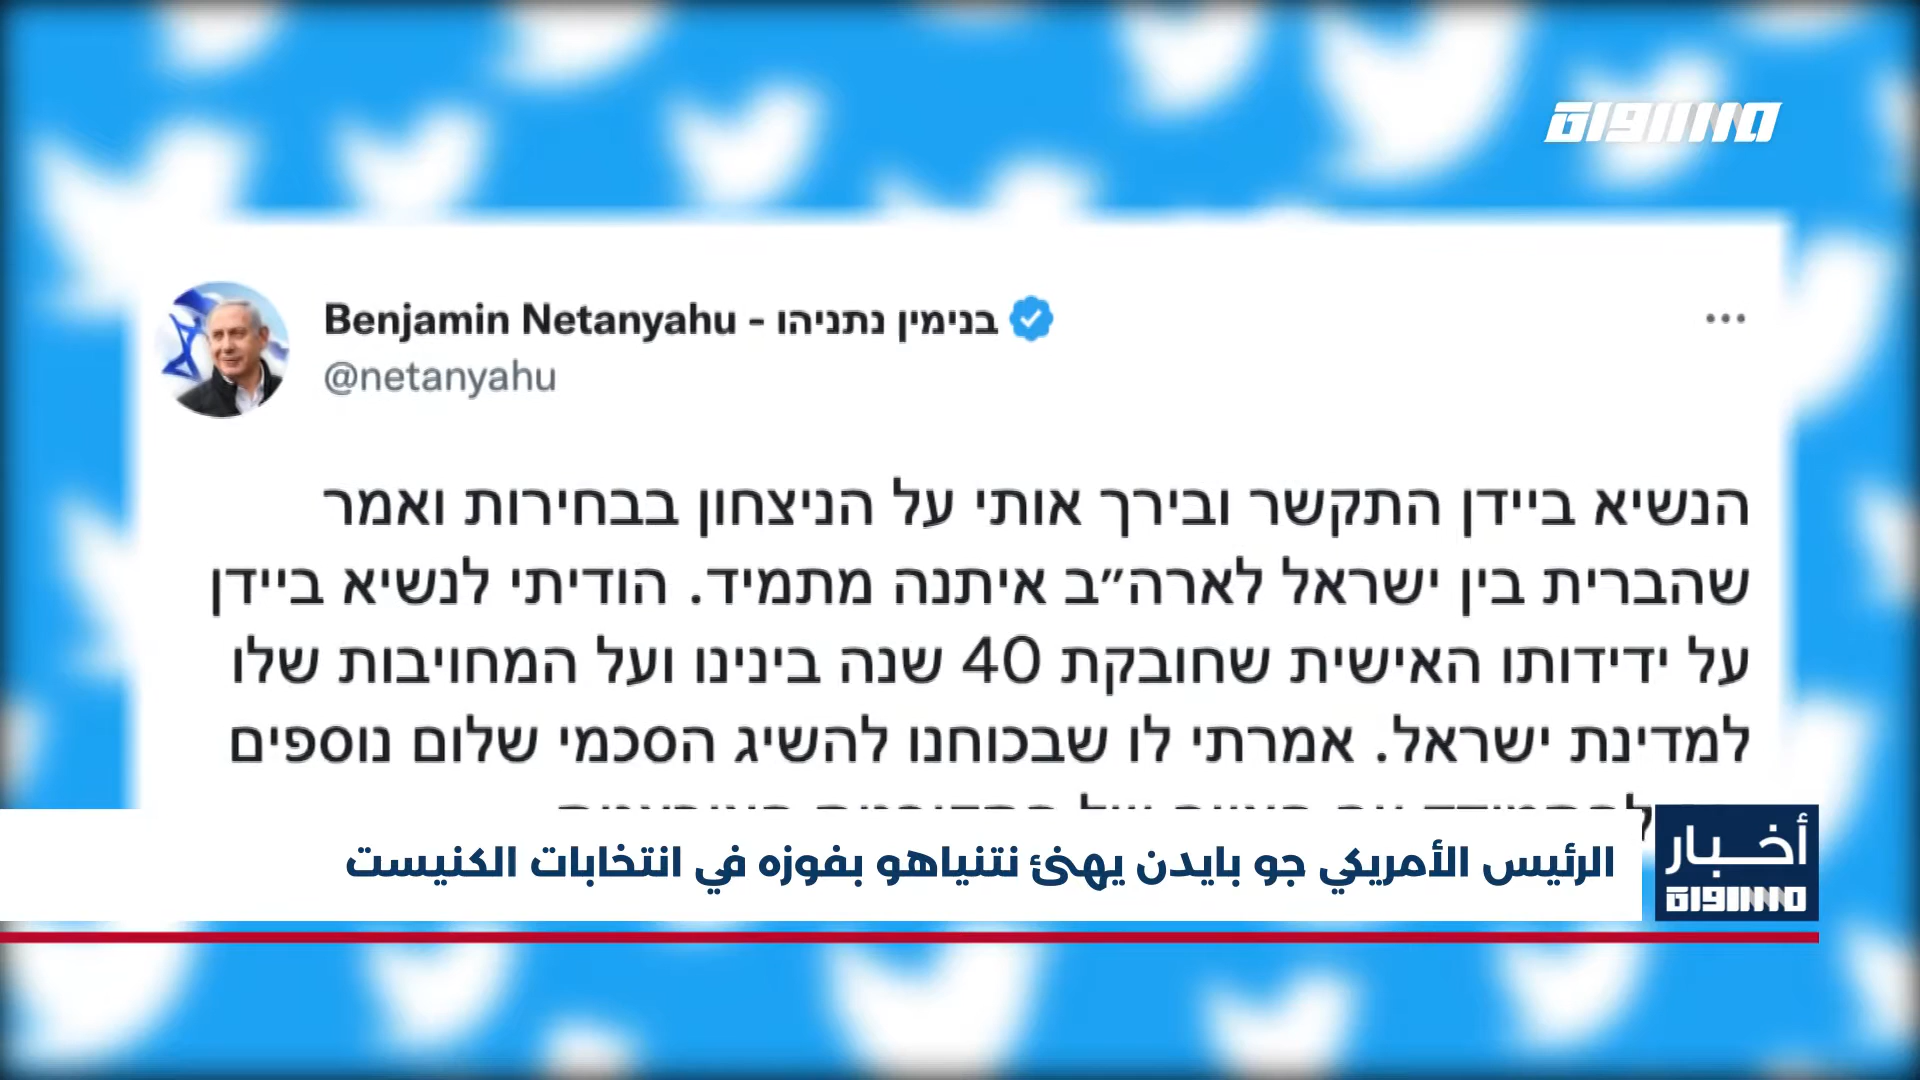 مساواة
Benjamin Netanyahu - בנימין נתניהו
@netanyahu
הנשיא ביידן התקשר ובירך אותי על הניצחון בבחירות ואמר
שהברית בין ישראל לארה״ב איתנה מתמיד. הודיתי לנשיא ביידן
על ידידותו האישית שחובקת 40 שנה בינינו ועל המחויבות שלו
למדינת ישראל. אמרתי לו שבכוחנו להשיג הסכמי שלום נוספים
أخبار
مساواة
الرئيس الأمريكي جو بايدن يهنئ نتنياهو بفوزه في انتخابات الكنيست